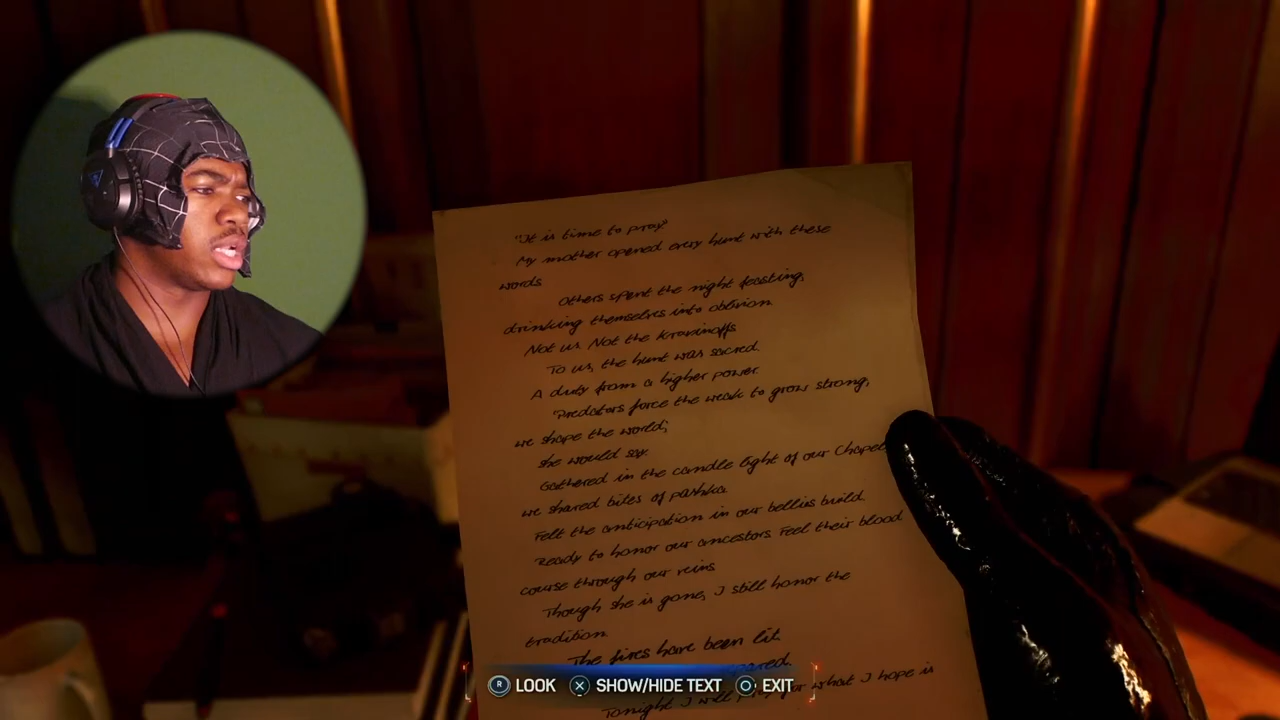 "It is time to pray."
My mother opened every hunt with these
words.
Others spent the night feasting,
drinking themselves into oblivion.
Not us. Not the Kravinoffs.
To us, the hunt was sacred.
A duty from a higher power.
"Predators force the weak to grow strong,
we shape the world,"
she would say.
Gathered in the candle light of our Chapel,
we shared bites of pashka.
Felt the anticipation in our bellies build.
Ready to honor our ancestors. Feel their blood
course through our veins.
Though she is gone, I still honor the
tradition.
The fires have been lit.
Tonight I will what I hope is
R LOOK X SHOW/HIDE TEXT O EXIT